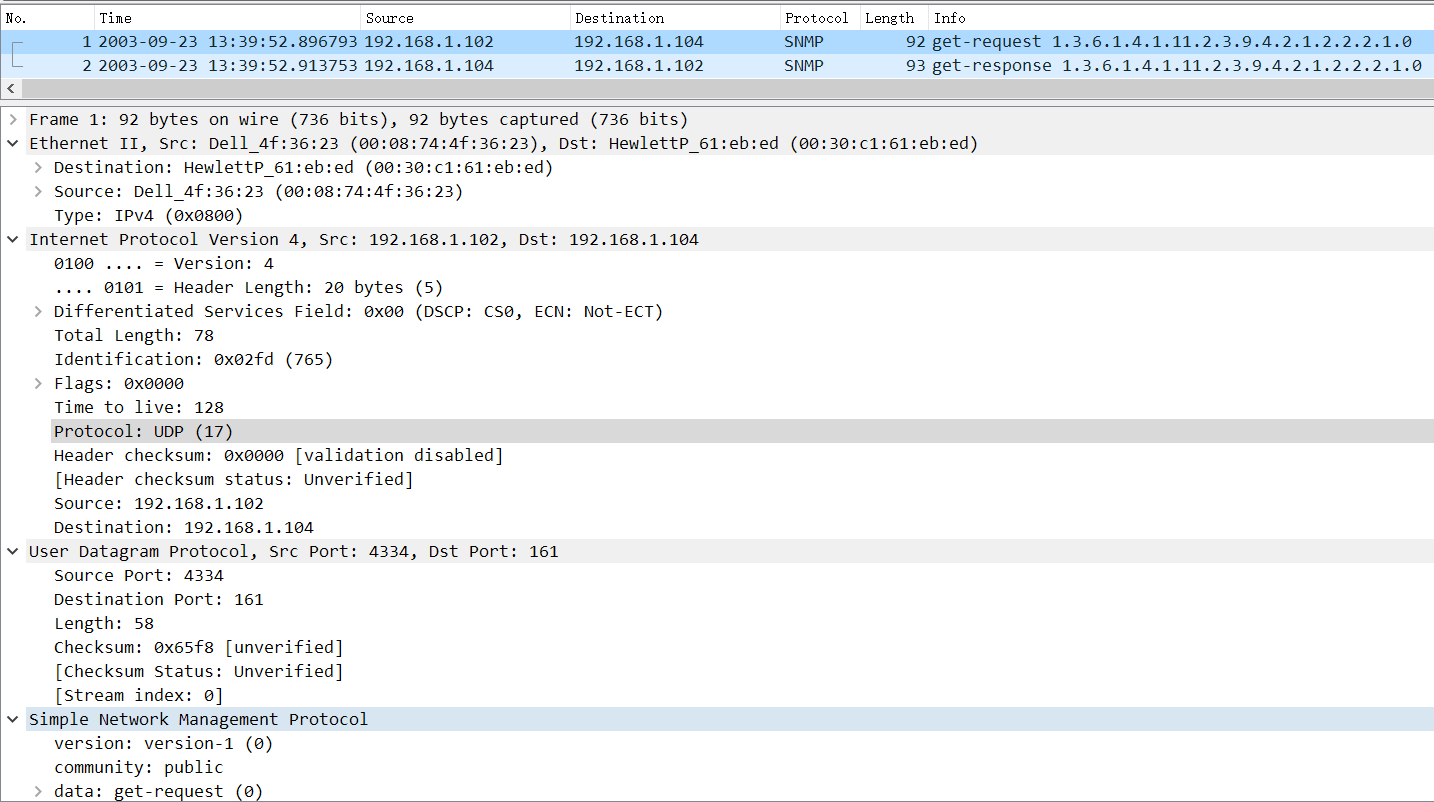 No. Time Source Destination Protocol Length Info
1 2003-09-23 13:39:52.896793 192.168.1.102 192.168.1.104 SNMP 92 get-request 1.3.6.1.4.1.11.2.3.9.4.2.1.2.2.2.1.0
2 2003-09-23 13:39:52.913753 192.168.1.104 192.168.1.102 SNMP 93 get-response 1.3.6.1.4.1.11.2.3.9.4.2.1.2.2.2.1.0
Frame 1: 92 bytes on wire (736 bits), 92 bytes captured (736 bits)
Ethernet II, Src: Dell_4f:36:23 (00:08:74:4f:36:23), Dst: HewlettP_61:eb:ed (00:30:c1:61:eb:ed)
Destination: HewlettP_61:eb:ed (00:30:c1:61:eb:ed)
Source: Dell_4f:36:23 (00:08:74:4f:36:23)
Type: IPv4 (0x0800)
Internet Protocol Version 4, Src: 192.168.1.102, Dst: 192.168.1.104
0100 .... = Version: 4
.... 0101 = Header Length: 20 bytes (5)
Differentiated Services Field: 0x00 (DSCP: CS0, ECN: Not-ECT)
Total Length: 78
Identification: 0x02fd (765)
Flags: 0x0000
Time to live: 128
Protocol: UDP (17)
Header checksum: 0x0000 [validation disabled]
[Header checksum status: Unverified]
Source: 192.168.1.102
Destination: 192.168.1.104
User Datagram Protocol, Src Port: 4334, Dst Port: 161
Source Port: 4334
Destination Port: 161
Length: 58
Checksum: 0x65f8 [unverified]
[Checksum Status: Unverified]
[Stream index: 0]
Simple Network Management Protocol
version: version-1 (0)
community: public
data: get-request (0)